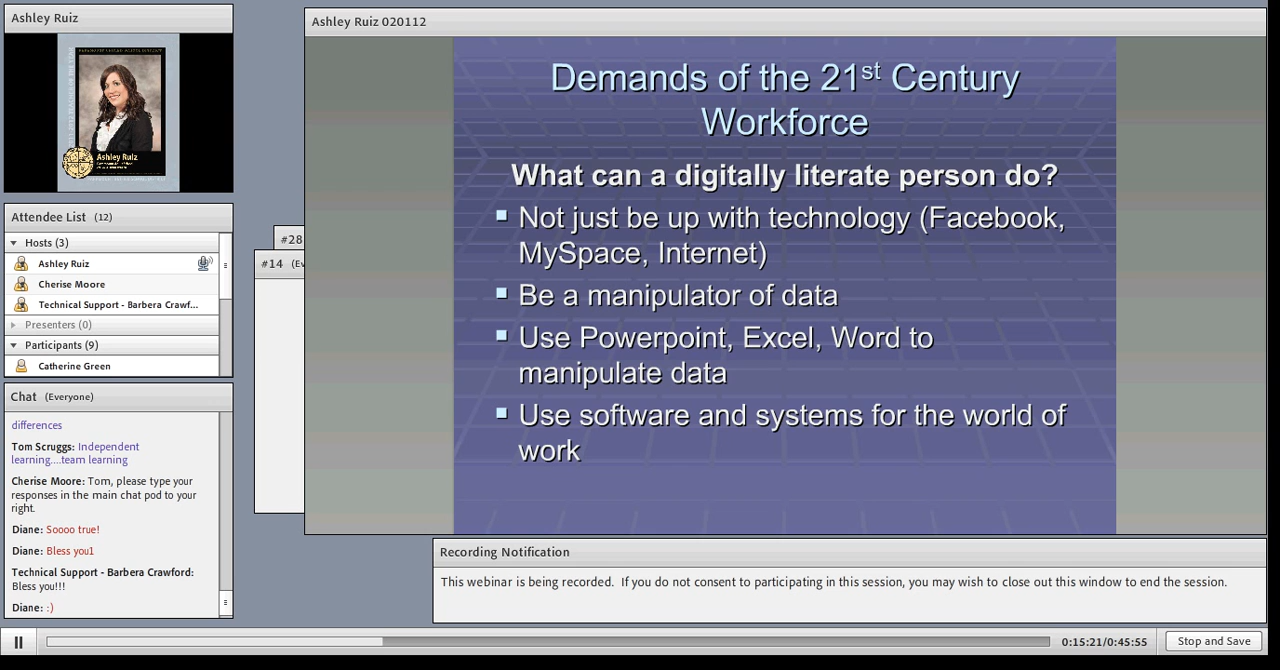 Ashley Ruiz
Ashley Ruiz
Attendee List (12)
Hosts (3)
Ashley Ruiz
Cherise Moore
Technical Support - Barbera Crawf...
Presenters (0)
Participants (9)
Catherine Green
Chat (Everyone)
differences
Tom Scruggs: Independent
learning....team learning
Cherise Moore: Tom, please type your
responses in the main chat pod to your
right.
Diane: Soooo true!
Diane: Bless you1
Technical Support - Barbera Crawford:
Bless you!!!
Diane: :)
#28
#14 (Ev
Ashley Ruiz 020112
Demands of the 21st Century
Workforce
What can a digitally literate person do?
▪ Not just be up with technology (Facebook,
MySpace, Internet)
▪ Be a manipulator of data
▪ Use Powerpoint, Excel, Word to
manipulate data
▪ Use software and systems for the world of
work
Recording Notification
This webinar is being recorded.  If you do not consent to participating in this session, you may wish to close out this window to end the session.
0:15:21/0:45:55
Stop and Save